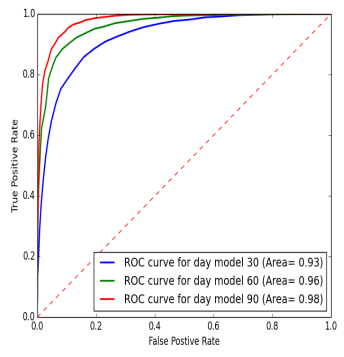 1.0
0.8
0.6
0.4
0.2
0.0
True Positive Rate
0.0 0.2 0.4 0.6 0.8 1.0
False Postive Rate
ROC curve for day model 30 (Area= 0.93)
ROC curve for day model 60 (Area= 0.96)
ROC curve for day model 90 (Area= 0.98)